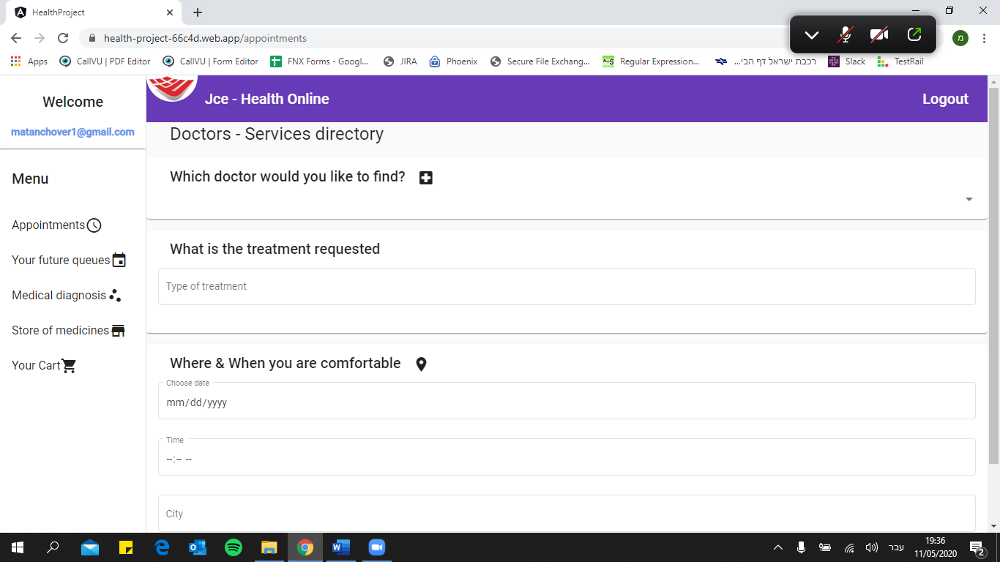 HealthProject
health-project-66c4d.web.app/appointments
מ
Apps
CallVU | PDF Editor
CallVU | Form Editor
FNX Forms - Googl...
JIRA
Phoenix
Secure File Exchang...
Regular Expression...
רכבת ישראל דף הבי...
Slack
TestRail
Welcome
matanchover1@gmail.com
Menu
Appointments
Your future queues
Medical diagnosis
Store of medicines
Your Cart
Jce - Health Online
Logout
Doctors - Services directory
Which doctor would you like to find?
What is the treatment requested
Type of treatment
Where & When you are comfortable
Choose date
mm/dd/yyyy
Time
--:-- --
City
עבר
19:36
11/05/2020
2